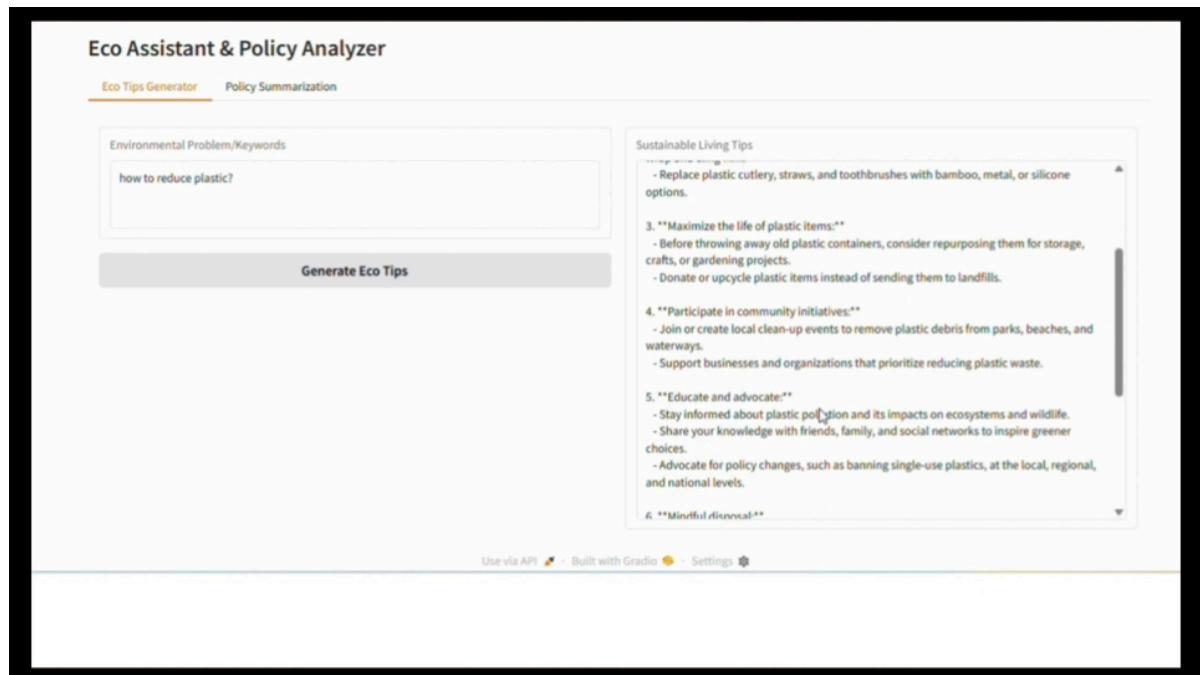 Eco Assistant & Policy Analyzer
Eco Tips Generator
Policy Summarization
Environmental Problem/Keywords
how to reduce plastic?
Generate Eco Tips
Sustainable Living Tips
- Replace plastic cutlery, straws, and toothbrushes with bamboo, metal, or silicone
options.
3. **Maximize the life of plastic items:**
- Before throwing away old plastic containers, consider repurposing them for storage,
crafts, or gardening projects.
- Donate or upcycle plastic items instead of sending them to landfills.
4. **Participate in community initiatives:**
- Join or create local clean-up events to remove plastic debris from parks, beaches, and
waterways.
- Support businesses and organizations that prioritize reducing plastic waste.
5. **Educate and advocate:**
- Stay informed about plastic pollution and its impacts on ecosystems and wildlife.
- Share your knowledge with friends, family, and social networks to inspire greener
choices.
- Advocate for policy changes, such as banning single-use plastics, at the local, regional,
and national levels.
6. **Mindful disposal:**
Use via API · Built with Gradio · Settings